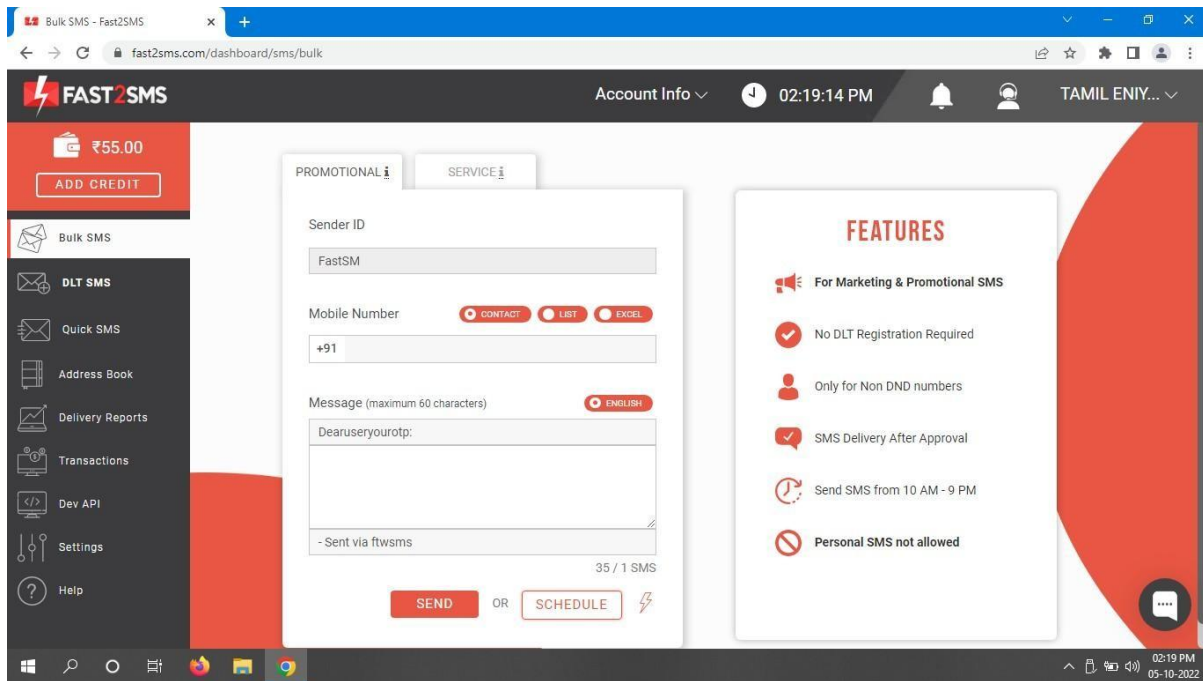 Bulk SMS - Fast2SMS
fast2sms.com/dashboard/sms/bulk
FAST2SMS
Account Info
02:19:14 PM
TAMIL ENIY...
₹55.00
ADD CREDIT
Bulk SMS
DLT SMS
Quick SMS
Address Book
Delivery Reports
Transactions
Dev API
Settings
Help
PROMOTIONAL i
SERVICE i
Sender ID
FastSM
Mobile Number
CONTACT
LIST
EXCEL
+91
Message (maximum 60 characters)
ENGLISH
Dearuseryourotp:
- Sent via ftwsms
35 / 1 SMS
SEND OR SCHEDULE
FEATURES
For Marketing & Promotional SMS
No DLT Registration Required
Only for Non DND numbers
SMS Delivery After Approval
Send SMS from 10 AM - 9 PM
Personal SMS not allowed
02:19 PM
05-10-2022